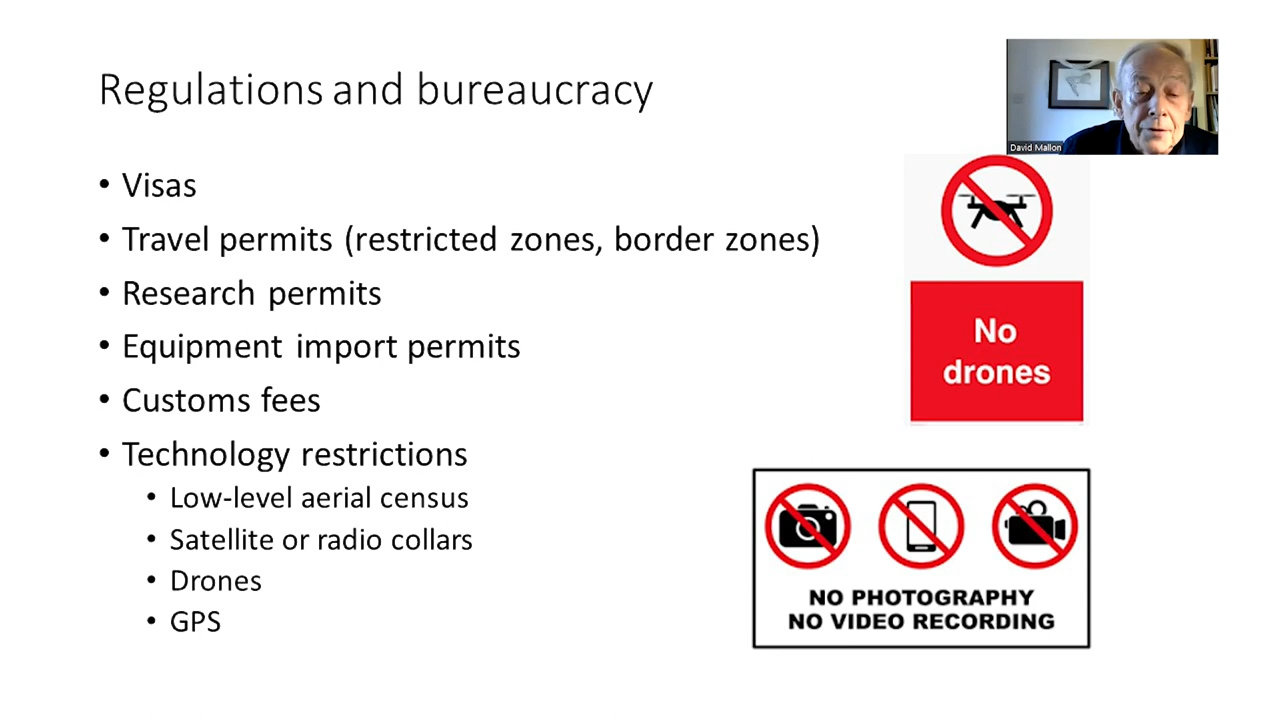 Regulations and bureaucracy
David Mallon
• Visas
• Travel permits (restricted zones, border zones)
• Research permits
• Equipment import permits
• Customs fees
• Technology restrictions
• Low-level aerial census
• Satellite or radio collars
• Drones
• GPS
No
drones
NO PHOTOGRAPHY
NO VIDEO RECORDING